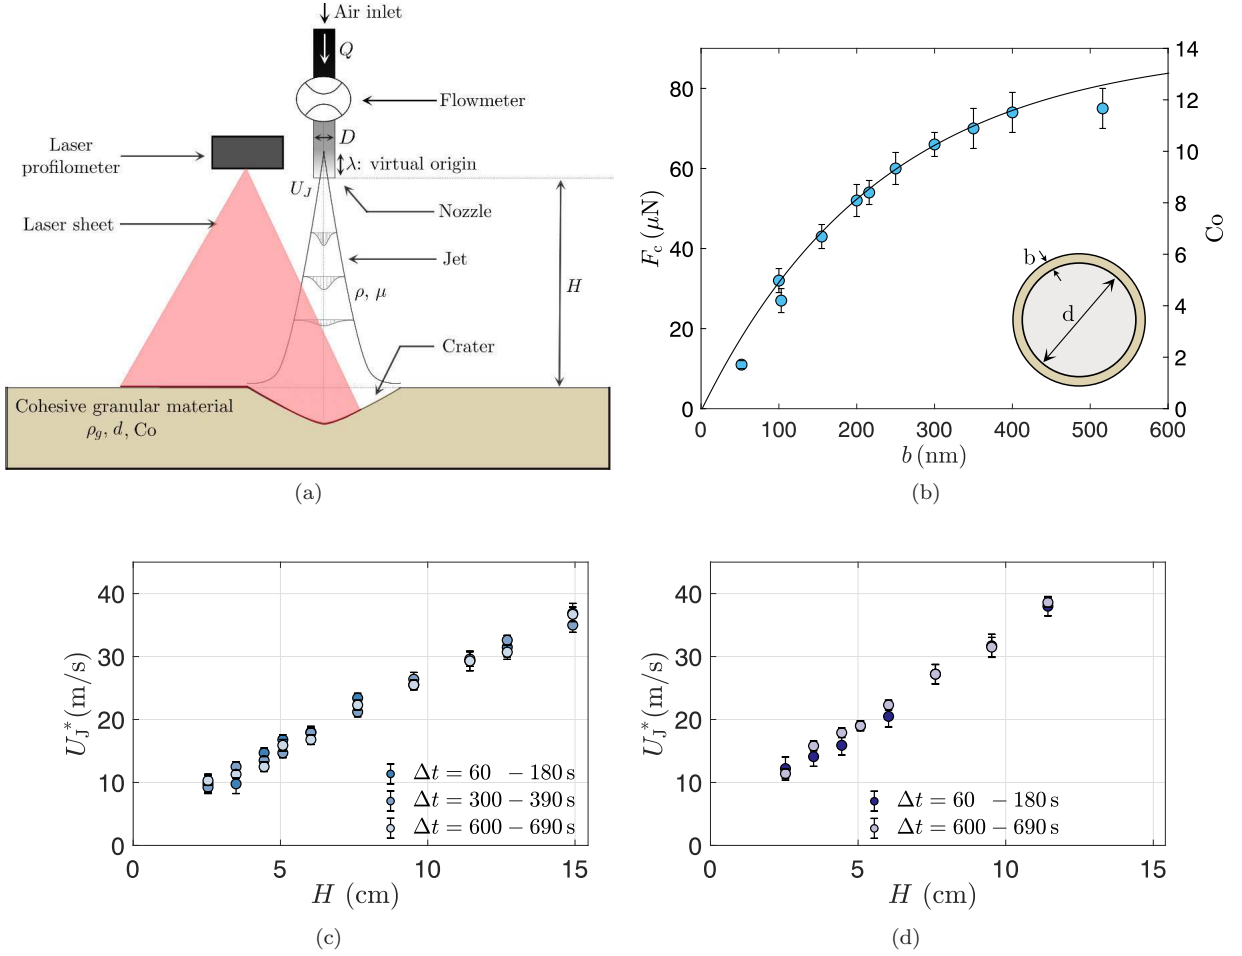 Air inlet
Q
Flowmeter
Laser
profilometer
D
λ: virtual origin
U_J
Nozzle
Laser sheet
Jet
H
ρ, μ
Crater
Cohesive granular material
ρ_g, d, Co
(a)
80
60
40
20
0
F_c (μN)
0 100 200 300 400 500 600
b (nm)
14
12
10
8
6
4
2
0
Co
b
d
(b)
40
30
20
10
0
U_J* (m/s)
Δt = 60 − 180 s
Δt = 300 − 390 s
Δt = 600 − 690 s
0 5 10 15
H (cm)
(c)
40
30
20
10
0
U_J* (m/s)
Δt = 60 − 180 s
Δt = 600 − 690 s
0 5 10 15
H (cm)
(d)